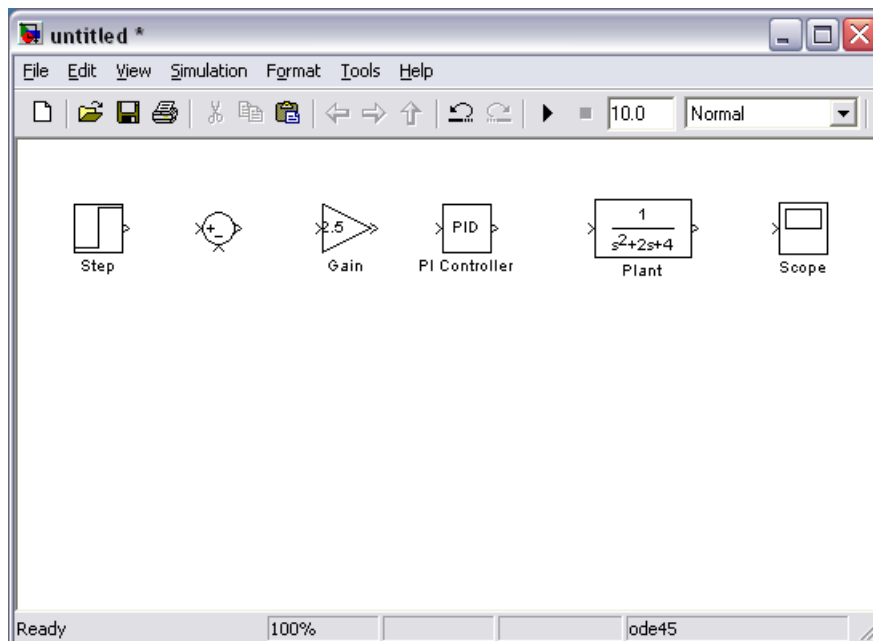 untitled *
File Edit View Simulation Format Tools Help
10.0 Normal
+
-
2.5
PID
1
s²+2s+4
Step Gain PI Controller Plant Scope
Ready 100% ode45